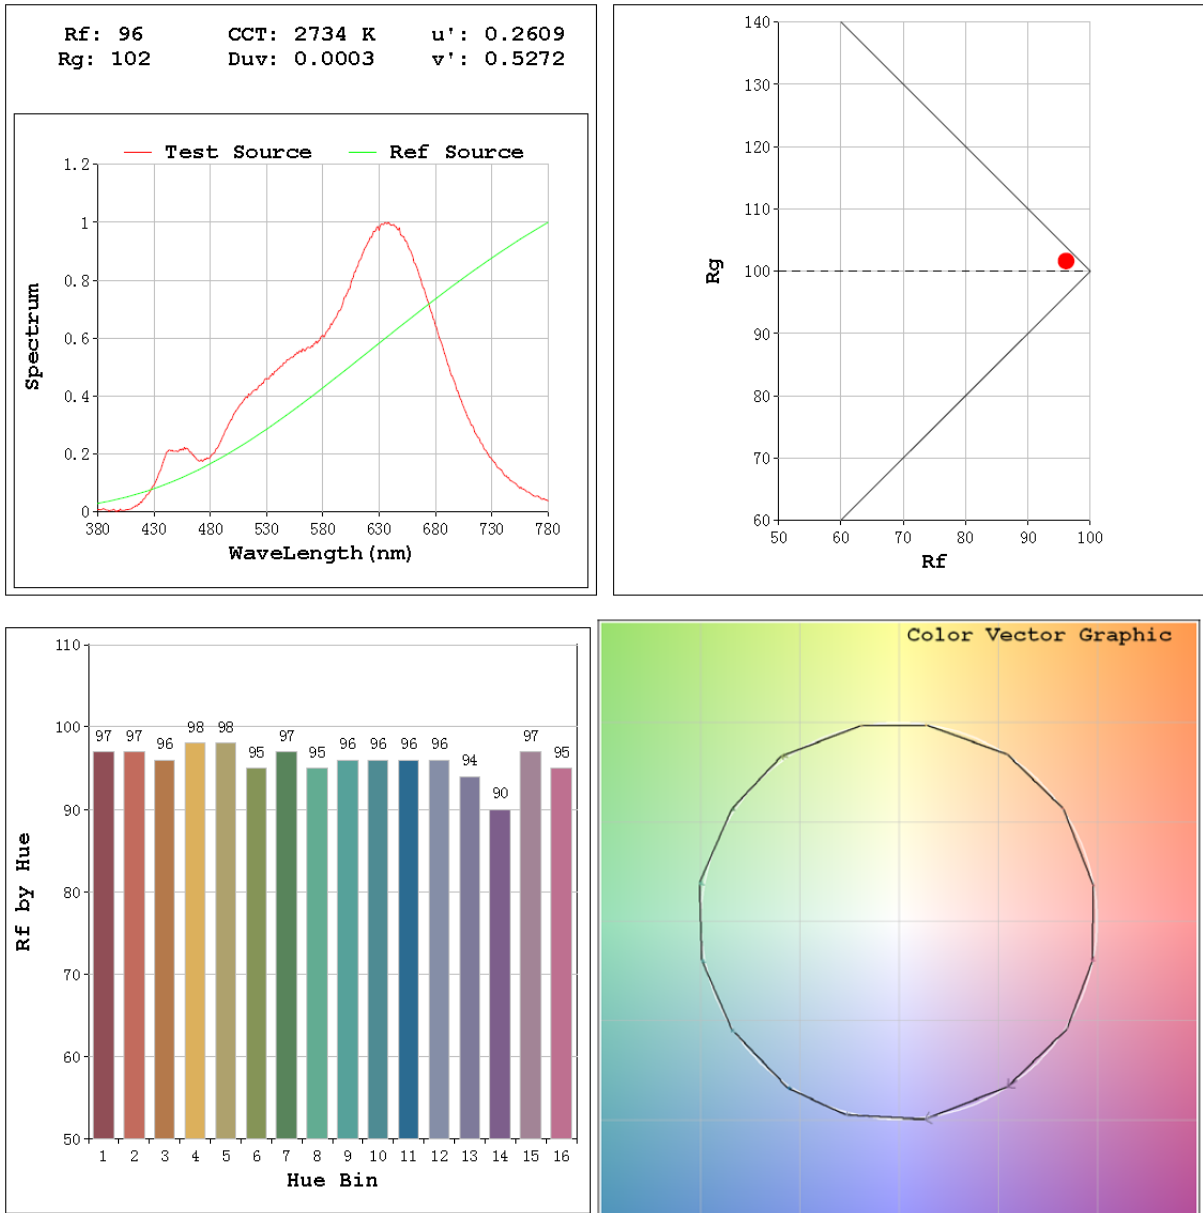 Rf: 96 CCT: 2734 K u': 0.2609
Rg: 102 Duv: 0.0003 v': 0.5272
Test Source Ref Source
1.2
1
0.8
0.6
0.4
0.2
0
Spectrum
380 430 480 530 580 630 680 730 780
WaveLength(nm)
140
130
120
110
100
90
80
70
60
Rg
50 60 70 80 90 100
Rf
110
100
90
80
70
60
50
Rf by Hue
97 97 96 98 98 95 97 95 96 96 96 96 94 90 97 95
1 2 3 4 5 6 7 8 9 10 11 12 13 14 15 16
Hue Bin
Color Vector Graphic